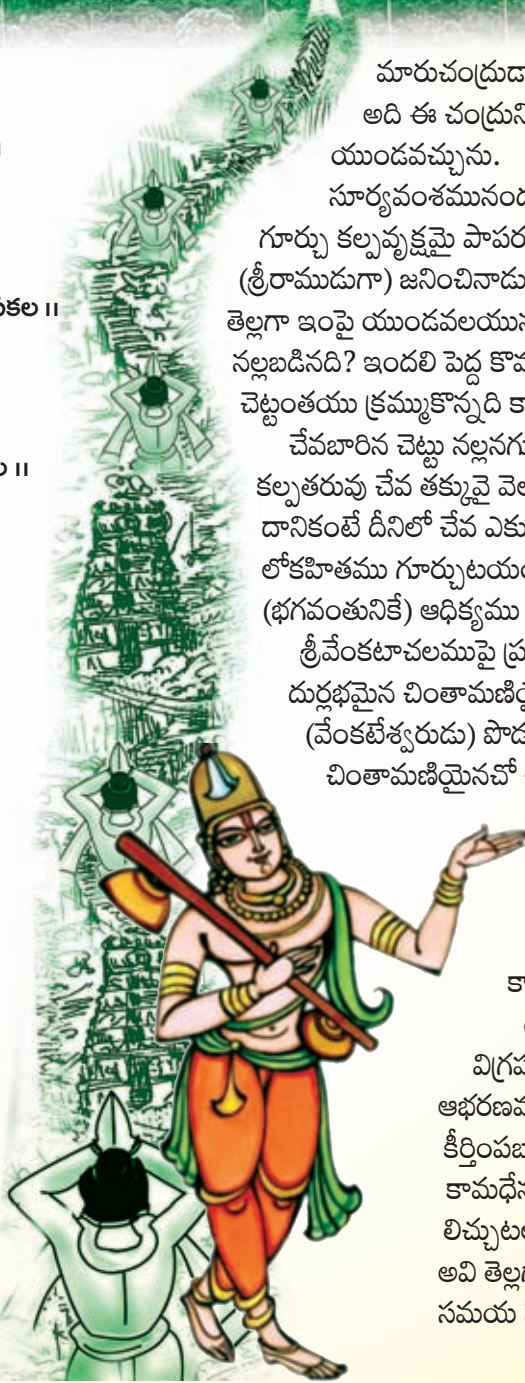 పకల ॥
ల ॥
మారుచంద్రుడా
అది ఈ చంద్రుని
యుండవచ్చును.
సూర్యవంశమునంద
గూర్చు కల్పవృక్షమై పాపర
(శ్రీరాముడుగా) జనించినాడు
తెల్లగా ఇంపై యుండవలయున
నల్లబడినది? ఇందలి పెద్ద కొమ
చెట్టంతయు క్రమ్ముకొన్నది కా
చేవబారిన చెట్టు నల్లనగు
కల్పతరువు చేవ తక్కువై వెల
దానికంటే దీనిలో చేవ ఎకు
లోకహితము గూర్చుటయం
(భగవంతునికే) ఆధిక్యము
శ్రీవేంకటాచలముపై ప్ర
దుర్లభమైన చింతామణియై
(వేంకటేశ్వరుడు) పొడ
చింతామణియైనచో
కా
విగ్రహ
ఆభరణమ
కీర్తింపబ
కామధేన
లిచ్చుటల
అవి తెల్లగ
సమయ